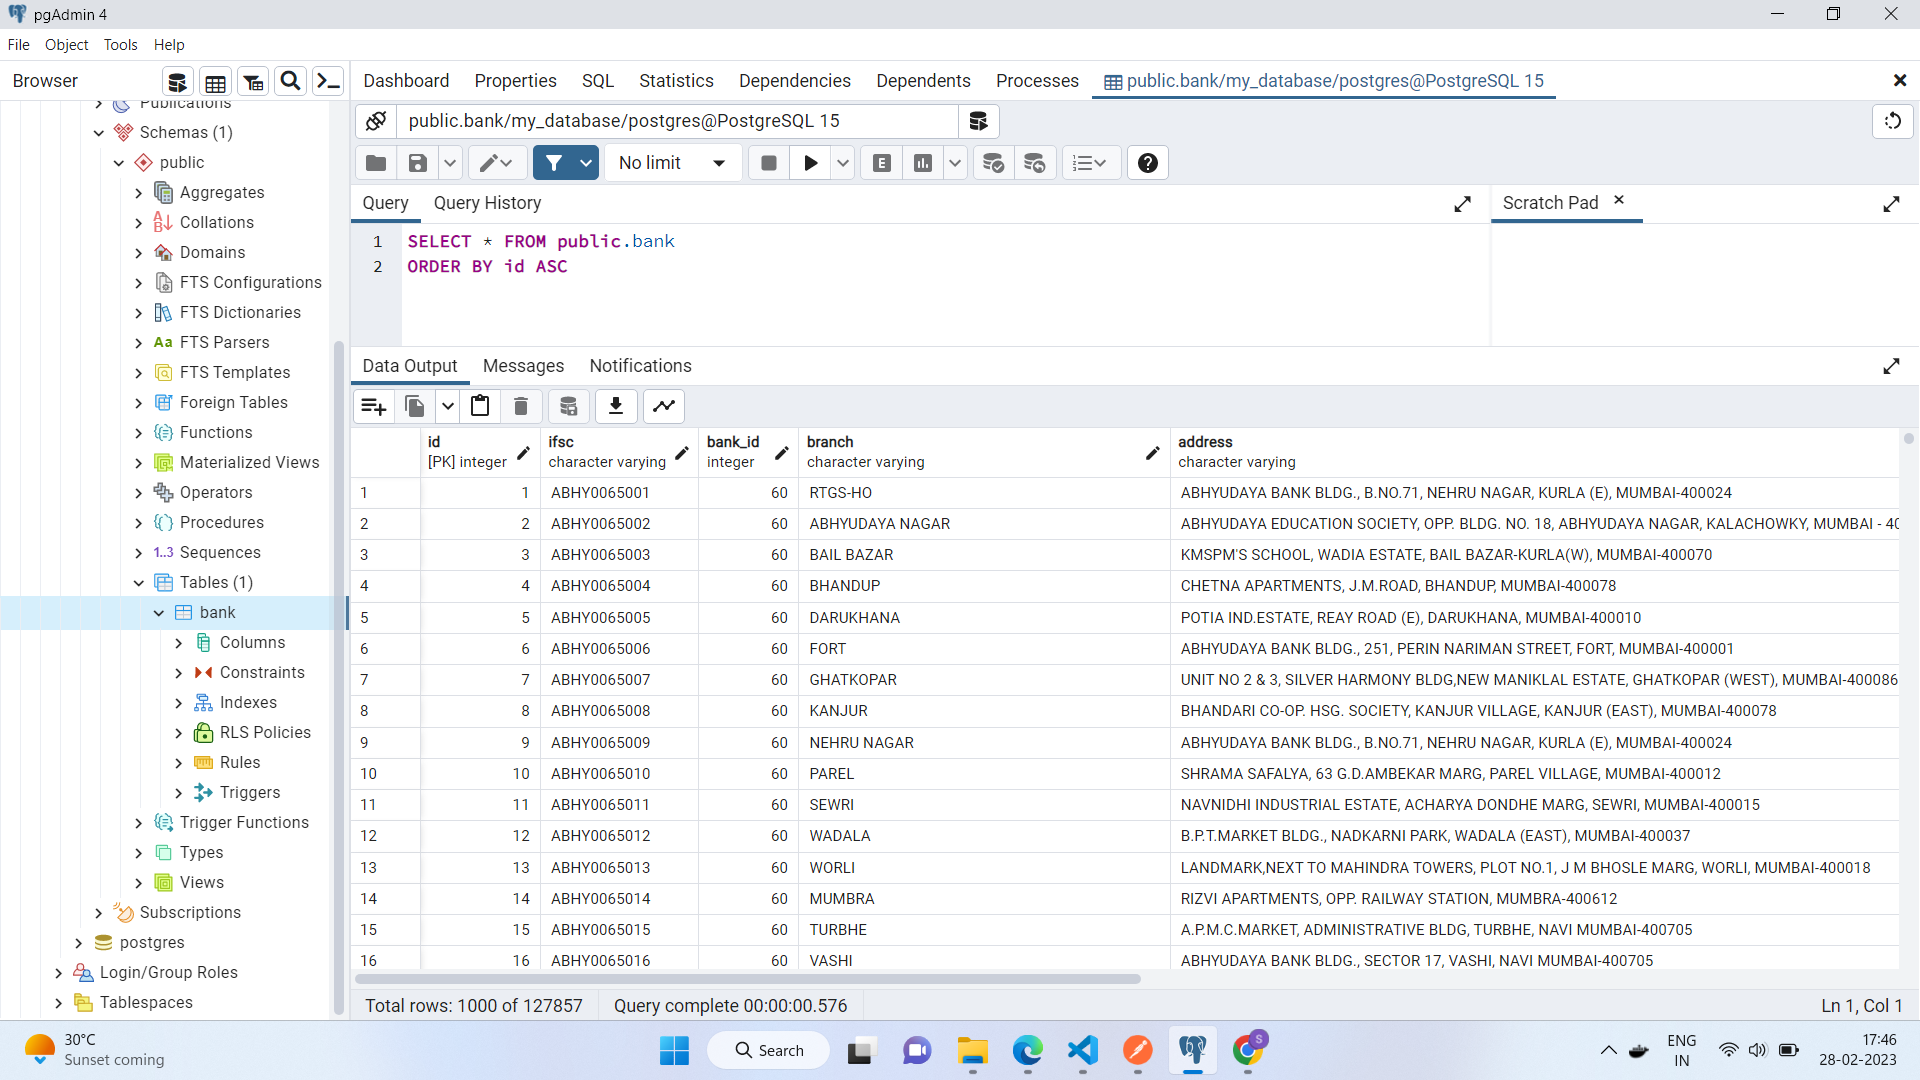 pgAdmin 4
File Object Tools Help
Browser
Dashboard Properties SQL Statistics Dependencies Dependents Processes public.bank/my_database/postgres@PostgreSQL 15
Publications
Schemas (1)
public
Aggregates
Collations
Domains
FTS Configurations
FTS Dictionaries
Aa FTS Parsers
FTS Templates
Foreign Tables
Functions
Materialized Views
Operators
Procedures
1..3 Sequences
Tables (1)
bank
Columns
Constraints
Indexes
RLS Policies
Rules
Triggers
Trigger Functions
Types
Views
Subscriptions
postgres
Login/Group Roles
Tablespaces
public.bank/my_database/postgres@PostgreSQL 15
No limit E
Query Query History Scratch Pad
1 SELECT * FROM public.bank
2 ORDER BY id ASC
Data Output Messages Notifications
id ifsc bank_id branch address
[PK] integer character varying integer character varying character varying
1 1 ABHY0065001 60 RTGS-HO ABHYUDAYA BANK BLDG., B.NO.71, NEHRU NAGAR, KURLA (E), MUMBAI-400024
2 2 ABHY0065002 60 ABHYUDAYA NAGAR ABHYUDAYA EDUCATION SOCIETY, OPP. BLDG. NO. 18, ABHYUDAYA NAGAR, KALACHOWKY, MUMBAI - 40
3 3 ABHY0065003 60 BAIL BAZAR KMSPM'S SCHOOL, WADIA ESTATE, BAIL BAZAR-KURLA(W), MUMBAI-400070
4 4 ABHY0065004 60 BHANDUP CHETNA APARTMENTS, J.M.ROAD, BHANDUP, MUMBAI-400078
5 5 ABHY0065005 60 DARUKHANA POTIA IND.ESTATE, REAY ROAD (E), DARUKHANA, MUMBAI-400010
6 6 ABHY0065006 60 FORT ABHYUDAYA BANK BLDG., 251, PERIN NARIMAN STREET, FORT, MUMBAI-400001
7 7 ABHY0065007 60 GHATKOPAR UNIT NO 2 & 3, SILVER HARMONY BLDG,NEW MANIKLAL ESTATE, GHATKOPAR (WEST), MUMBAI-400086
8 8 ABHY0065008 60 KANJUR BHANDARI CO-OP. HSG. SOCIETY, KANJUR VILLAGE, KANJUR (EAST), MUMBAI-400078
9 9 ABHY0065009 60 NEHRU NAGAR ABHYUDAYA BANK BLDG., B.NO.71, NEHRU NAGAR, KURLA (E), MUMBAI-400024
10 10 ABHY0065010 60 PAREL SHRAMA SAFALYA, 63 G.D.AMBEKAR MARG, PAREL VILLAGE, MUMBAI-400012
11 11 ABHY0065011 60 SEWRI NAVNIDHI INDUSTRIAL ESTATE, ACHARYA DONDHE MARG, SEWRI, MUMBAI-400015
12 12 ABHY0065012 60 WADALA B.P.T.MARKET BLDG., NADKARNI PARK, WADALA (EAST), MUMBAI-400037
13 13 ABHY0065013 60 WORLI LANDMARK,NEXT TO MAHINDRA TOWERS, PLOT NO.1, J M BHOSLE MARG, WORLI, MUMBAI-400018
14 14 ABHY0065014 60 MUMBRA RIZVI APARTMENTS, OPP. RAILWAY STATION, MUMBRA-400612
15 15 ABHY0065015 60 TURBHE A.P.M.C.MARKET, ADMINISTRATIVE BLDG, TURBHE, NAVI MUMBAI-400705
16 16 ABHY0065016 60 VASHI ABHYUDAYA BANK BLDG., SECTOR 17, VASHI, NAVI MUMBAI-400705
Total rows: 1000 of 127857 Query complete 00:00:00.576 Ln 1, Col 1
30°C
Sunset coming
Search
S
ENG
IN
17:46
28-02-2023